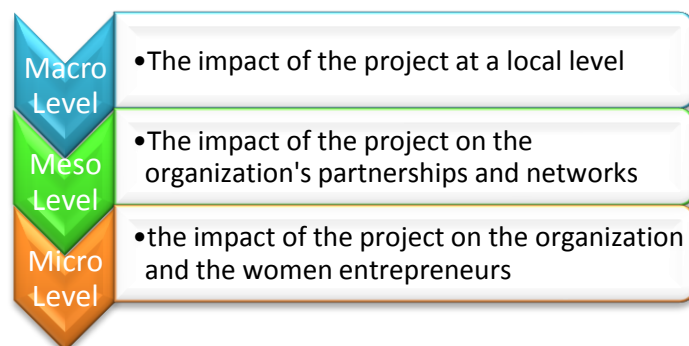 Macro
Level
•The impact of the project at a local level
Meso
Level
•The impact of the project on the
organization's partnerships and networks
Micro
Level
•the impact of the project on the organization
and the women entrepreneurs